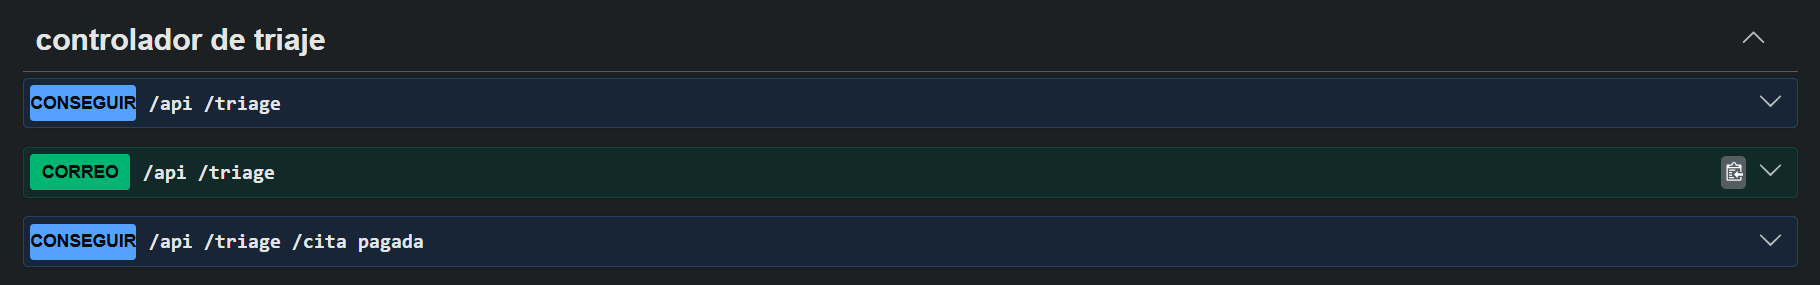 controlador de triaje
CONSEGUIR /api /triage
CORREO /api /triage
CONSEGUIR /api /triage /cita pagada